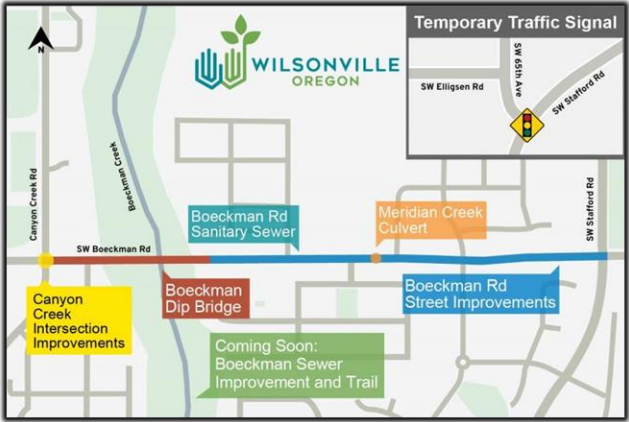 Temporary Traffic Signal
SW 65th Ave
SW Elligsen Rd
SW Stafford Rd
N
WILSONVILLE
OREGON
Canyon Creek Rd
Boeckman Creek
SW Stafford Rd
Boeckman Rd
Sanitary Sewer
Meridian Creek
Culvert
SW Boeckman Rd
Canyon
Creek
Intersection
Improvements
Boeckman
Dip Bridge
Boeckman Rd
Street Improvements
Coming Soon:
Boeckman Sewer
Improvement and Trail